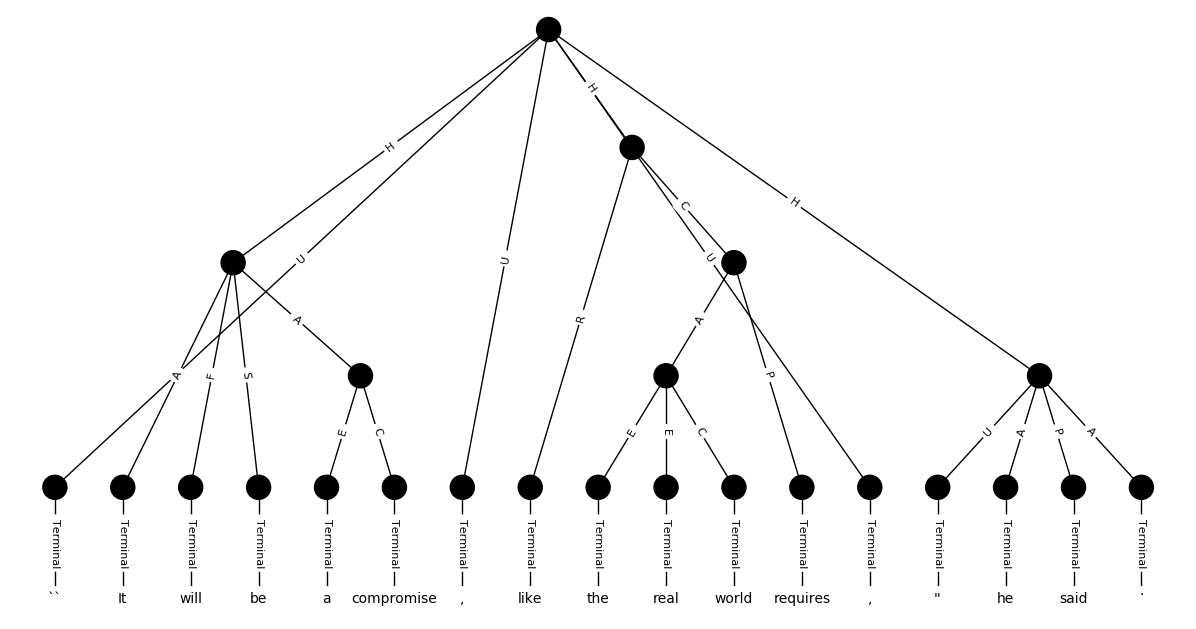 H
H
H
U
C
U
U
A
R
A
A
F
S
P
E
C
E
E
C
U
A
P
A
Terminal Terminal Terminal Terminal Terminal Terminal Terminal Terminal Terminal Terminal Terminal Terminal Terminal Terminal Terminal Terminal Terminal
`` It will be a compromise , like the real world requires , " he said .